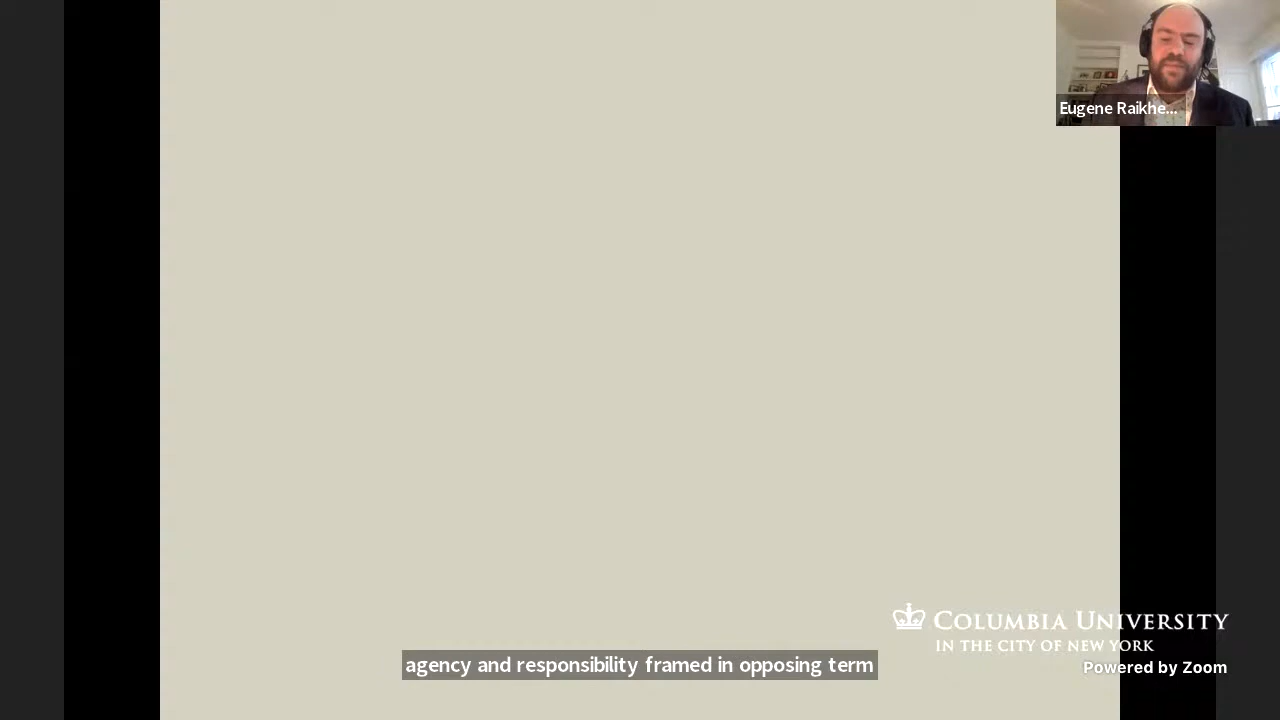 Eugene Raikhe...
COLUMBIA UNIVERSITY
IN THE CITY OF NEW YORK
agency and responsibility framed in opposing term
Powered by Zoom